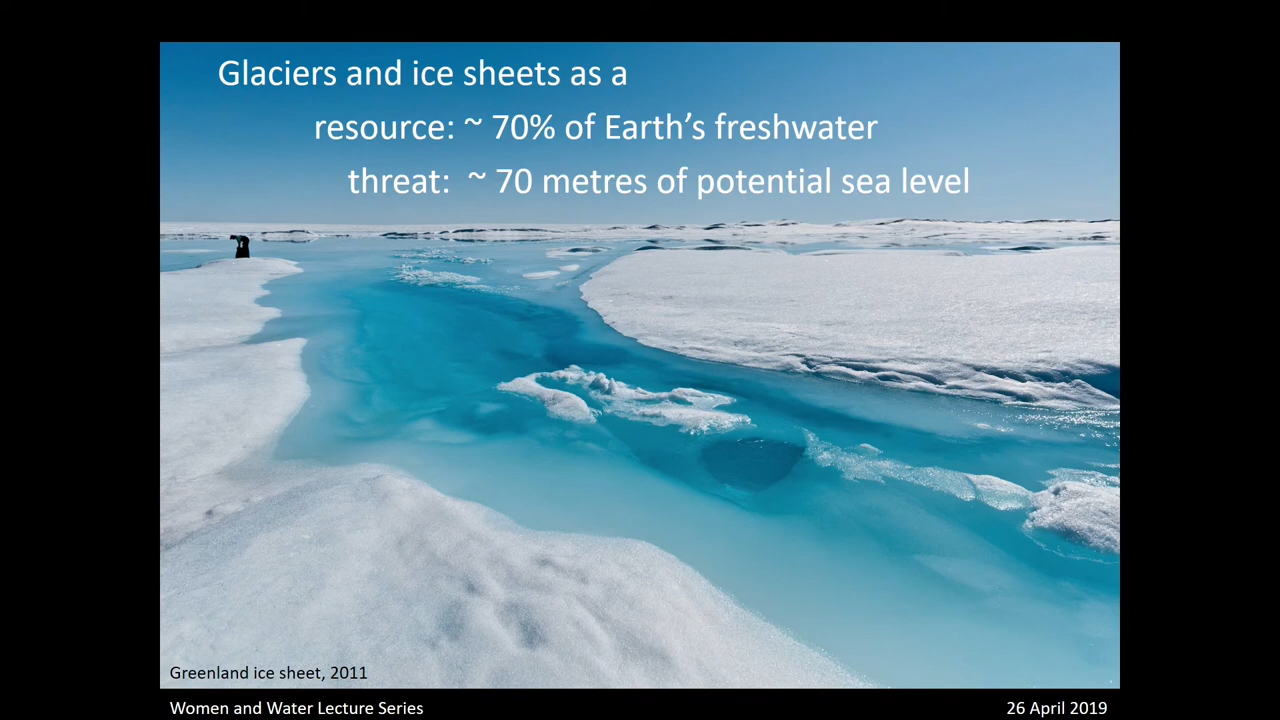 Glaciers and ice sheets as a
resource: ~ 70% of Earth's freshwater
threat: ~ 70 metres of potential sea level
Greenland ice sheet, 2011
Women and Water Lecture Series
26 April 2019